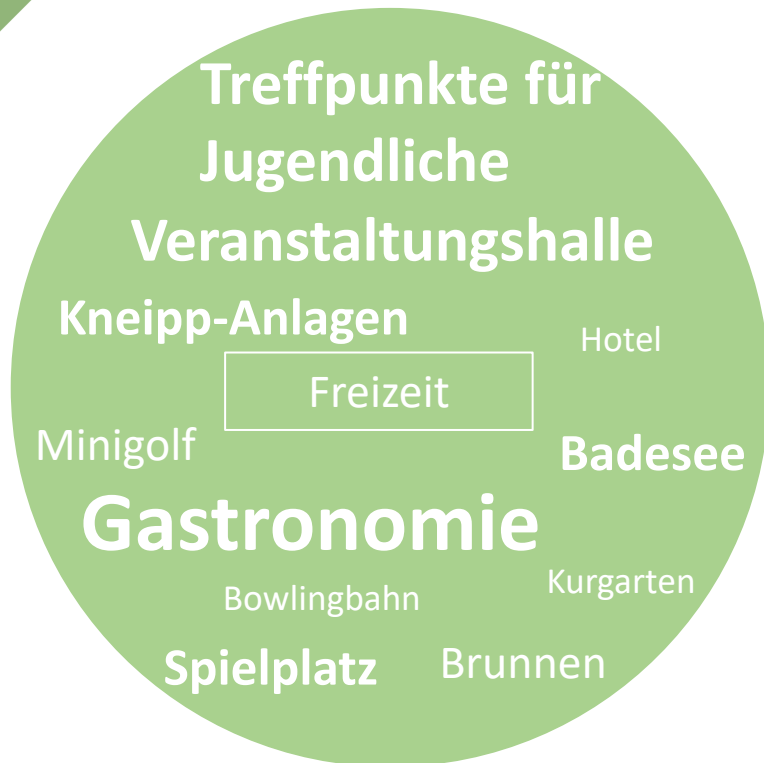 Treffpunkte für
Jugendliche
Veranstaltungshalle
Kneipp-Anlagen
Hotel
Freizeit
Minigolf
Badesee
Gastronomie
Kurgarten
Bowlingbahn
Spielplatz
Brunnen